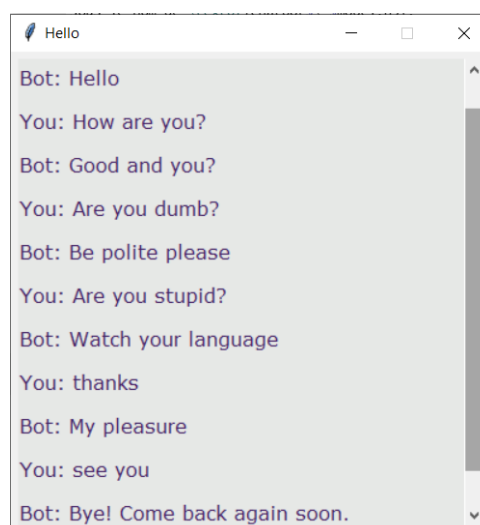 Hello
Bot: Hello
You: How are you?
Bot: Good and you?
You: Are you dumb?
Bot: Be polite please
You: Are you stupid?
Bot: Watch your language
You: thanks
Bot: My pleasure
You: see you
Bot: Bye! Come back again soon.